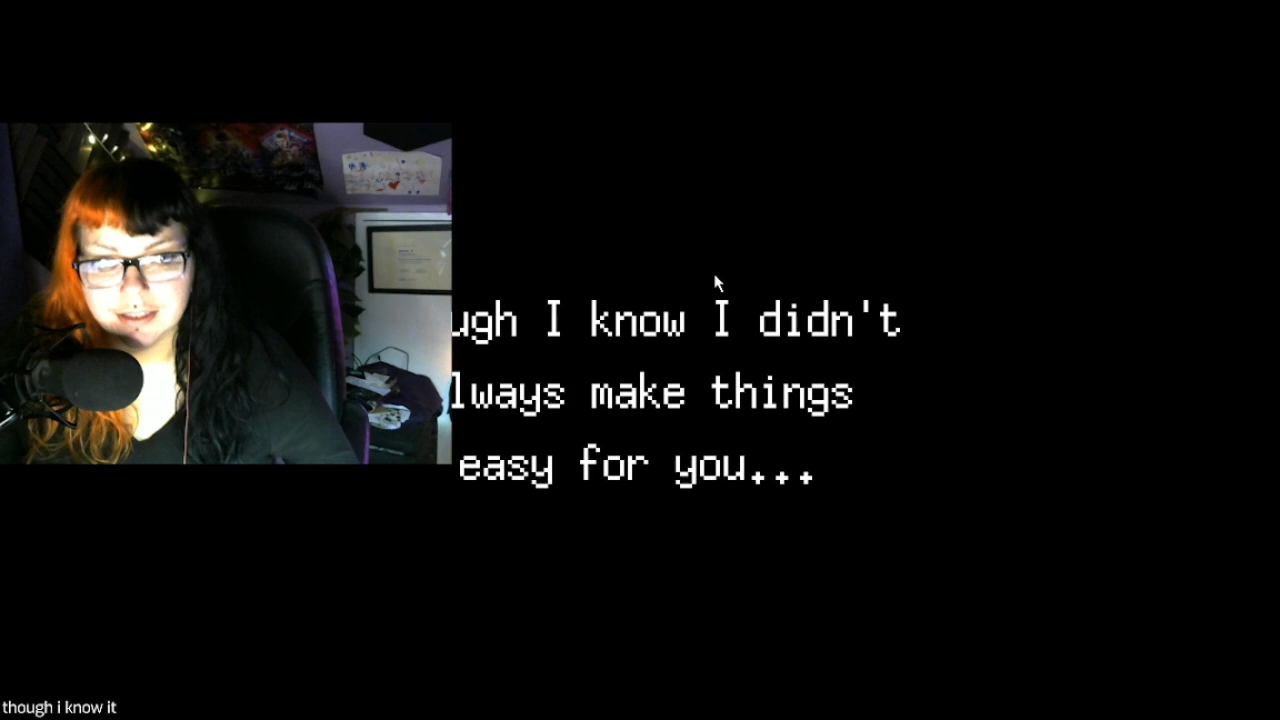 ugh I know I didn't
lways make things
easy for you...
though i know it